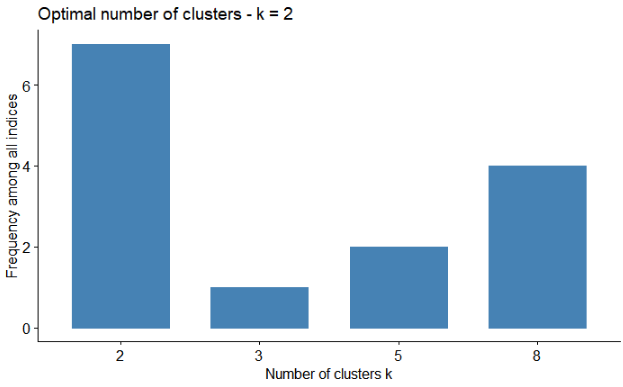 Optimal number of clusters - k = 2
Frequency among all indices
6
4
2
0
2 3 5 8
Number of clusters k